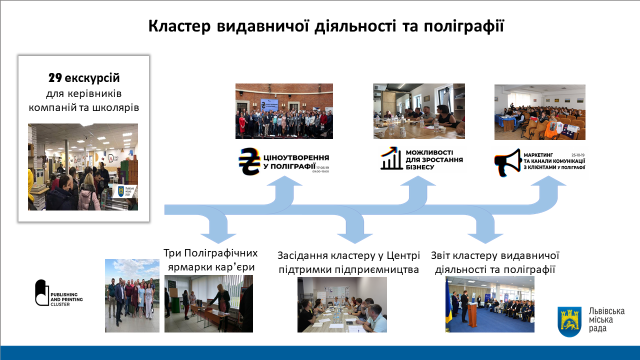 Кластер видавничої діяльності та поліграфії
29 екскурсій
для керівників
компаній та школярів
ЦІНОУТВОРЕННЯ
У ПОЛІГРАФІЇ
МОЖЛИВОСТІ
ДЛЯ ЗРОСТАННЯ
БІЗНЕСУ
МАРКЕТИНГ
ТА КАНАЛИ КОМУНІКАЦІЇ
З КЛІЄНТАМИ У ПОЛІГРАФІЇ
Три Поліграфічних
ярмарки кар'єри
Засідання кластеру у Центрі
підтримки підприємництва
Звіт кластеру видавничої
діяльності та поліграфії
PUBLISHING
AND PRINTING
CLUSTER
Львівська
міська
рада